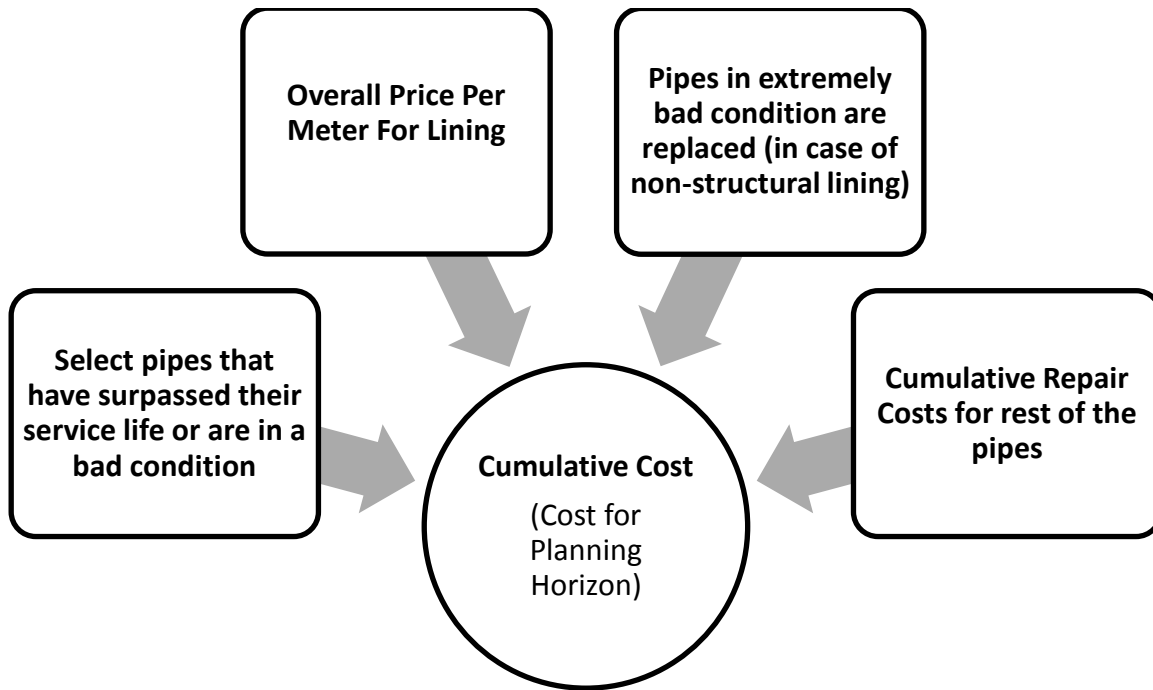 Overall Price Per
Meter For Lining
Pipes in extremely
bad condition are
replaced (in case of
non-structural lining)
Select pipes that
have surpassed their
service life or are in a
bad condition
Cumulative Repair
Costs for rest of the
pipes
Cumulative Cost
(Cost for
Planning
Horizon)